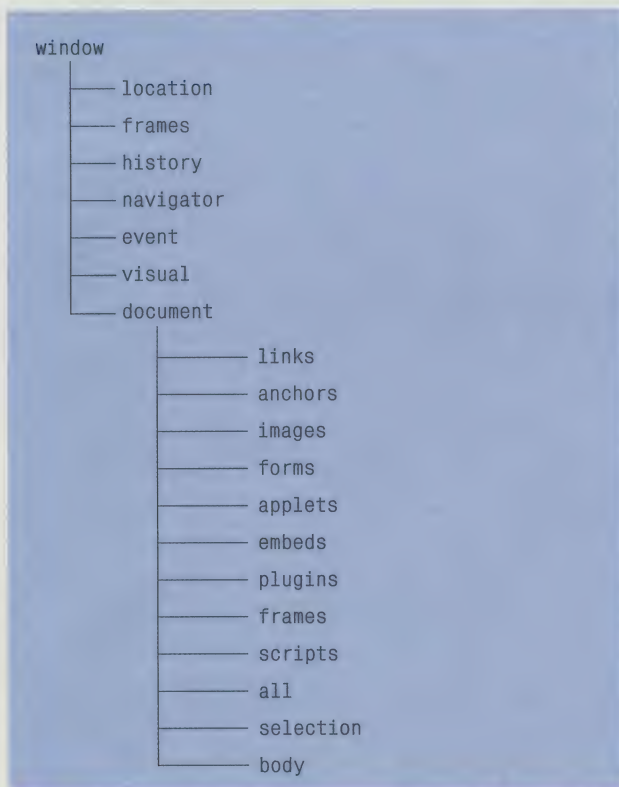 window
location
frames
history
navigator
event
visual
document
links
anchors
images
forms
applets
embeds
plugins
frames
scripts
all
selection
body